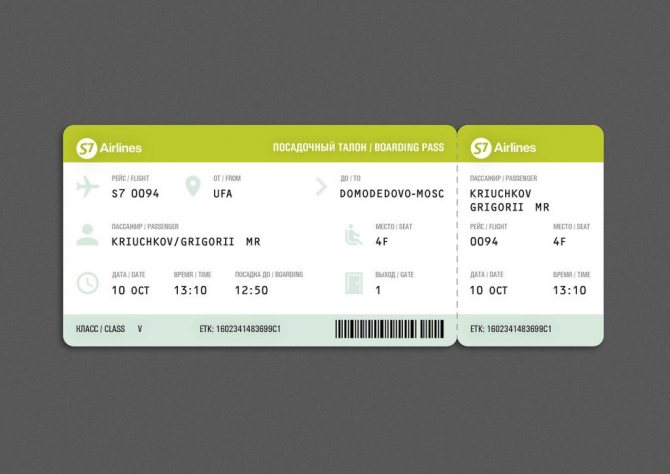 S7 Airlines
ПОСАДОЧНЫЙ ТАЛОН / BOARDING PASS
РЕЙС / FLIGHT ОТ / FROM ДО / TO
S7 0094 UFA DOMODEDOVO-MOSC
ПАССАЖИР / PASSENGER МЕСТО / SEAT
KRIUCHKOV/GRIGORII MR 4F
ДАТА / DATE ВРЕМЯ / TIME ПОСАДКА ДО / BOARDING ВЫХОД / GATE
10 OCT 13:10 12:50 1
КЛАСС / CLASS V ETK: 1602341483699C1
S7 Airlines
ПАССАЖИР / PASSENGER
KRIUCHKOV
GRIGORII MR
РЕЙС / FLIGHT МЕСТО / SEAT
0094 4F
ДАТА / DATE ВРЕМЯ / TIME
10 OCT 13:10
ETK: 1602341483699C1